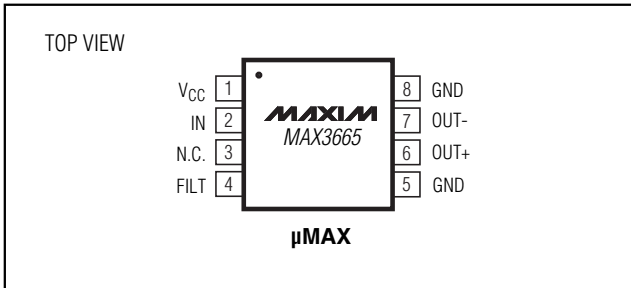 TOP VIEW
VCC 1
IN 2
N.C. 3
FILT 4
MAXIM
MAX3665
8 GND
7 OUT-
6 OUT+
5 GND
µMAX